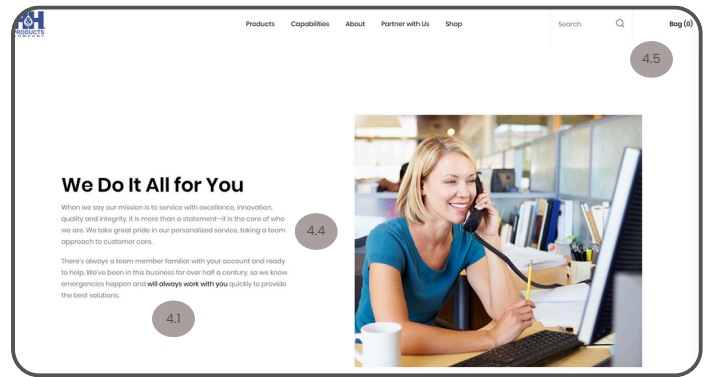 H&H
PRODUCTS
COMPANY
Products Capabilities About Partner with Us Shop Search Bag (0)
4.5
We Do It All for You
When we say our mission is to service with excellence, innovation,
quality and integrity, it is more than a statement—it is the core of who
we are. We take great pride in our personalized service, taking a team
approach to customer care.
4.4
There's always a team member familiar with your account and ready
to help. We've been in this business for over half a century, so we know
emergencies happen and will always work with you quickly to provide
the best solutions.
4.1